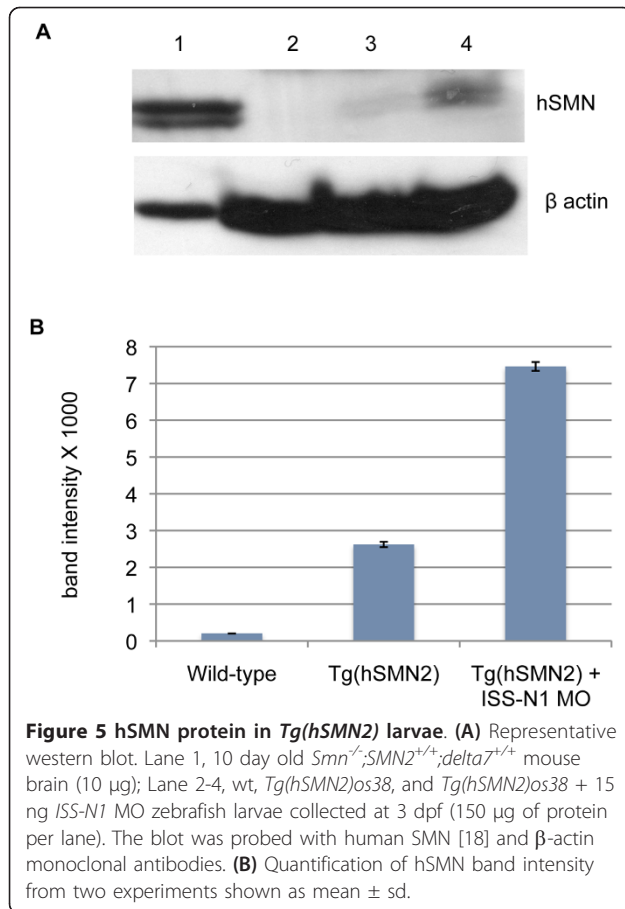 A
1 2 3 4
hSMN
β actin
B
8
7
6
5
4
3
2
1
0
band intensity X 1000
Wild-type
Tg(hSMN2)
Tg(hSMN2) +
ISS-N1 MO
Figure 5 hSMN protein in Tg(hSMN2) larvae. (A) Representative
western blot. Lane 1, 10 day old Smn-/-;SMN2+/+;delta7+/+ mouse
brain (10 μg); Lane 2-4, wt, Tg(hSMN2)os38, and Tg(hSMN2)os38 + 15
ng ISS-N1 MO zebrafish larvae collected at 3 dpf (150 μg of protein
per lane). The blot was probed with human SMN [18] and β-actin
monoclonal antibodies. (B) Quantification of hSMN band intensity
from two experiments shown as mean ± sd.